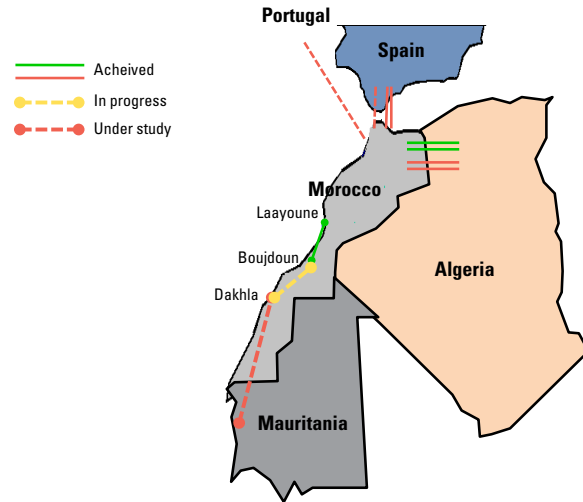 Portugal
Spain
Acheived
In progress
Under study
Morocco
Laayoune
Boujdoun
Algeria
Dakhla
Mauritania